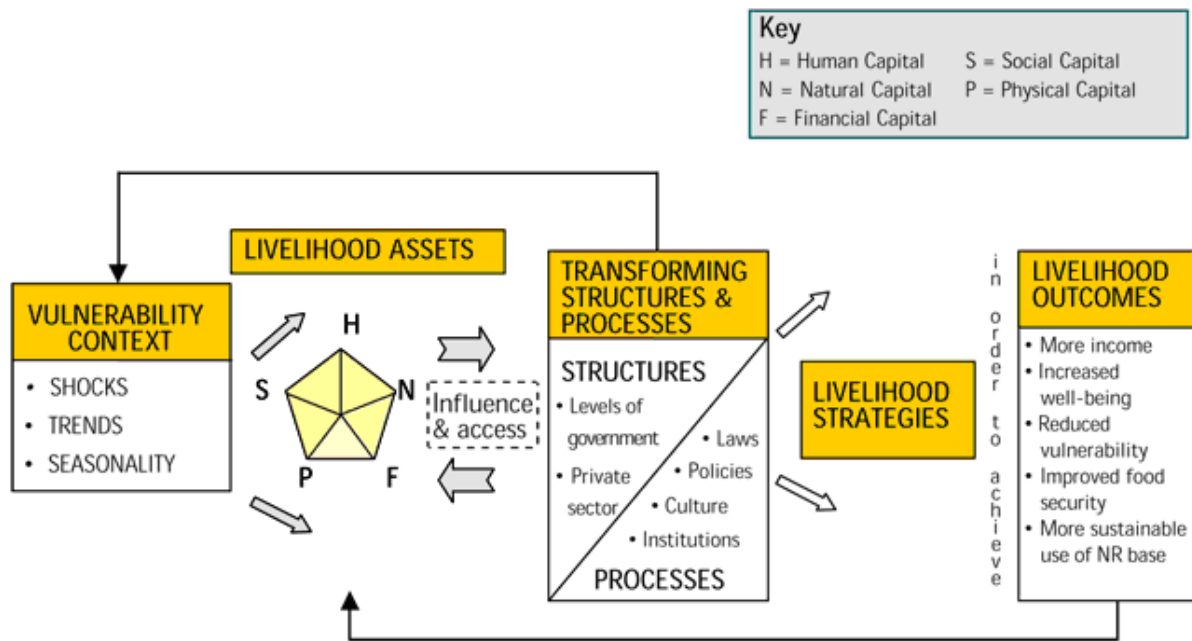 Key
H = Human Capital S = Social Capital
N = Natural Capital P = Physical Capital
F = Financial Capital
LIVELIHOOD ASSETS
VULNERABILITY
CONTEXT
• SHOCKS
• TRENDS
• SEASONALITY
H
S
N
P
F
Influence
& access
TRANSFORMING
STRUCTURES &
PROCESSES
STRUCTURES
• Levels of
government
• Private
sector
• Laws
• Policies
• Culture
• Institutions
PROCESSES
LIVELIHOOD
STRATEGIES
in order to achieve
LIVELIHOOD
OUTCOMES
• More income
• Increased
well-being
• Reduced
vulnerability
• Improved food
security
• More sustainable
use of NR base